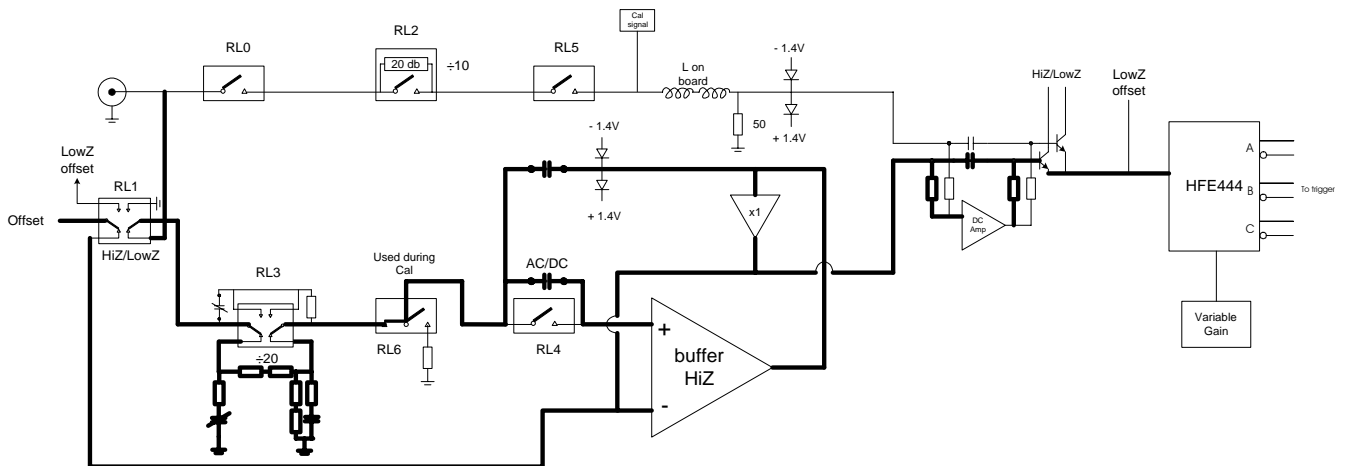 Cal
signal
RL0
RL2
RL5
20 db
÷10
L on
board
- 1.4V
+ 1.4V
50
HiZ/LowZ
LowZ
offset
LowZ
offset
RL1
Offset
HiZ/LowZ
- 1.4V
+ 1.4V
x1
DC
Amp
A
B
C
HFE444
To trigger
RL3
÷20
Used during
Cal
RL6
AC/DC
RL4
+
-
buffer
HiZ
Variable
Gain